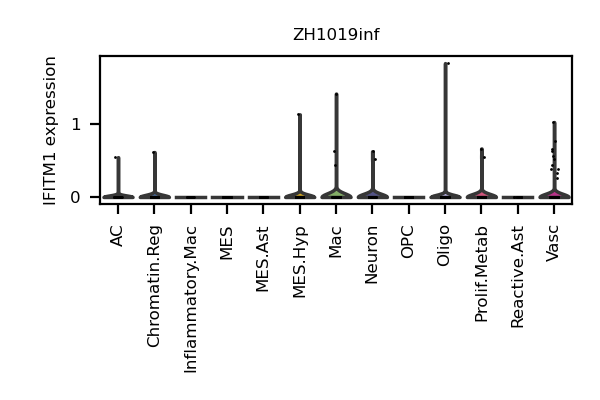 ZH1019inf
IFITM1 expression
1
0
AC
Chromatin.Reg
Inflammatory.Mac
MES
MES.Ast
MES.Hyp
Mac
Neuron
OPC
Oligo
Prolif.Metab
Reactive.Ast
Vasc